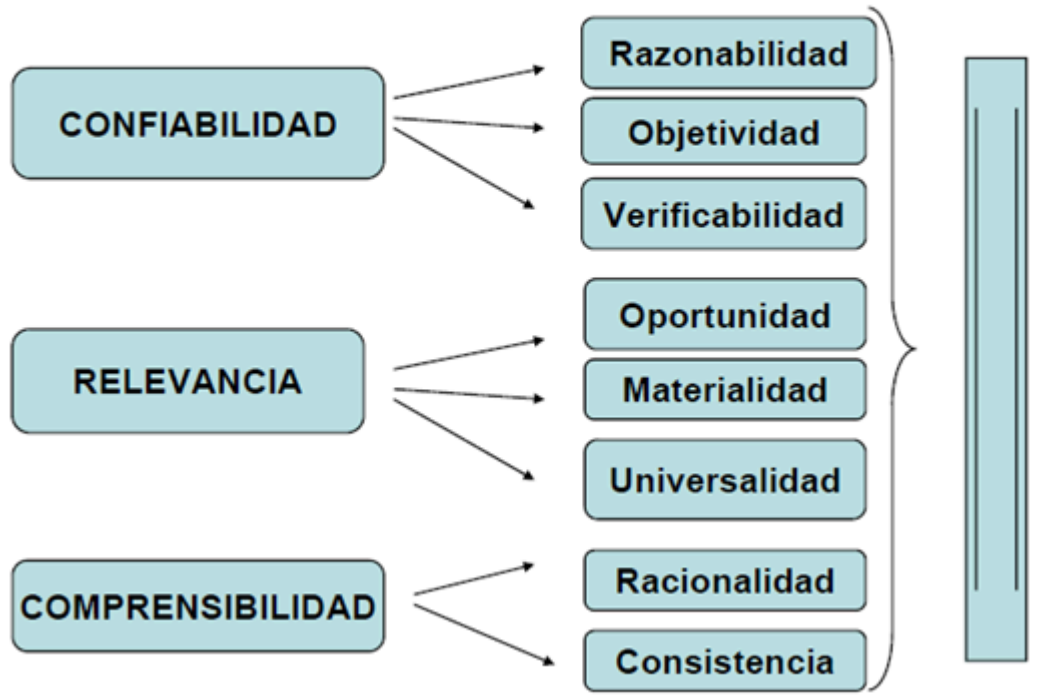 CONFIABILIDAD
Razonabilidad
Objetividad
Verificabilidad
RELEVANCIA
Oportunidad
Materialidad
Universalidad
COMPRENSIBILIDAD
Racionalidad
Consistencia